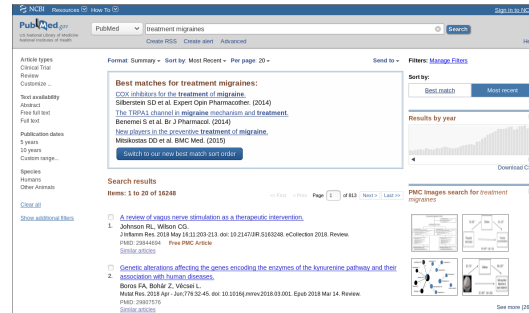 NCBI Resources How To Sign in to NC
PubMed.gov
US National Library of Medicine
National Institutes of Health
PubMed treatment migraines Search
Create RSS Create alert Advanced He
Article types
Clinical Trial
Review
Customize ...
Text availability
Abstract
Free full text
Full text
Publication dates
5 years
10 years
Custom range...
Species
Humans
Other Animals
Clear all
Show additional filters
Format: Summary Sort by: Most Recent Per page: 20 Send to
Best matches for treatment migraines:
COX inhibitors for the treatment of migraine.
Silberstein SD et al. Expert Opin Pharmacother. (2014)
The TRPA1 channel in migraine mechanism and treatment.
Benemei S et al. Br J Pharmacol. (2014)
New players in the preventive treatment of migraine.
Mitsikostas DD et al. BMC Med. (2015)
Switch to our new best match sort order
Search results
Items: 1 to 20 of 16248
<< First < Prev Page 1 of 813 Next > Last >>
A review of vagus nerve stimulation as a therapeutic intervention.
1. Johnson RL, Wilson CG.
J Inflamm Res. 2018 May 16;11:203-213. doi: 10.2147/JIR.S163248. eCollection 2018. Review.
PMID: 29844694 Free PMC Article
Similar articles
Genetic alterations affecting the genes encoding the enzymes of the kynurenine pathway and their
2. association with human diseases.
Boros FA, Bohár Z, Vécsei L.
Mutat Res. 2018 Apr - Jun;776:32-45. doi: 10.1016/j.mrrev.2018.03.001. Epub 2018 Mar 14. Review.
PMID: 29807576
Similar articles
Filters: Manage Filters
Sort by:
Best match Most recent
Results by year
Download C
PMC Images search for treatment
migraines
See more (26